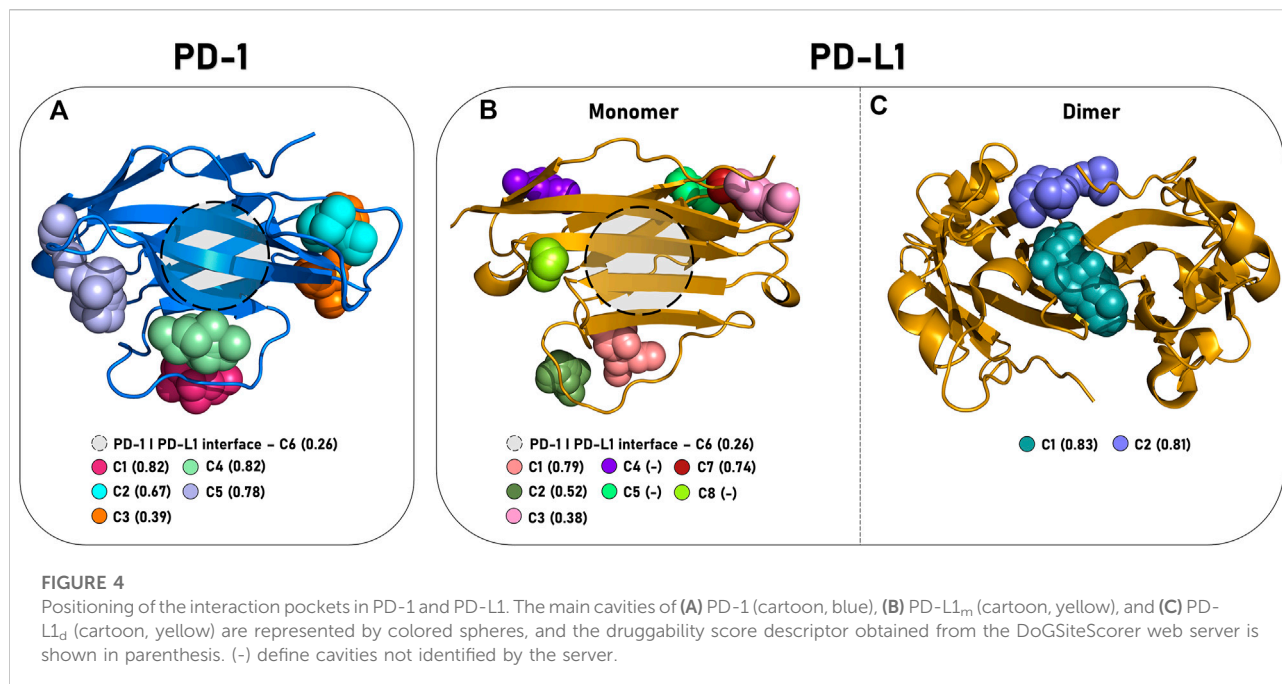 PD-1
PD-L1
A
B
Monomer
C
Dimer
PD-1 | PD-L1 interface – C6 (0.26)
C1 (0.82) C4 (0.82)
C2 (0.67) C5 (0.78)
C3 (0.39)
PD-1 | PD-L1 interface – C6 (0.26)
C1 (0.79) C4 (-) C7 (0.74)
C2 (0.52) C5 (-) C8 (-)
C3 (0.38)
C1 (0.83) C2 (0.81)
FIGURE 4
Positioning of the interaction pockets in PD-1 and PD-L1. The main cavities of (A) PD-1 (cartoon, blue), (B) PD-L1m (cartoon, yellow), and (C) PD-
L1d (cartoon, yellow) are represented by colored spheres, and the druggability score descriptor obtained from the DoGSiteScorer web server is
shown in parenthesis. (-) define cavities not identified by the server.